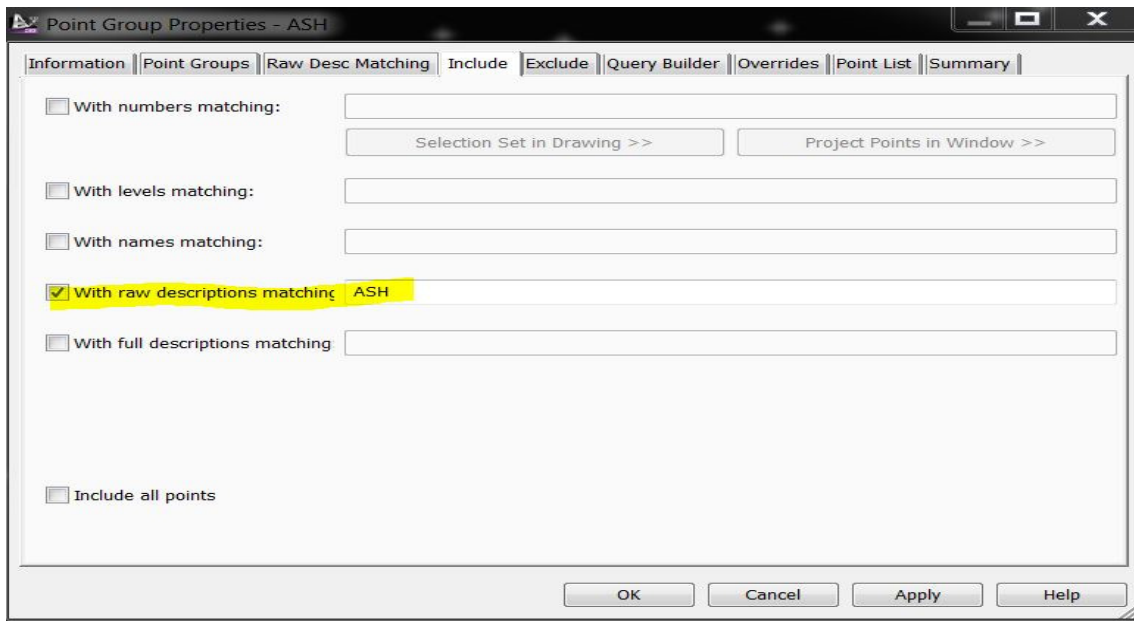 Point Group Properties - ASH
Information Point Groups Raw Desc Matching Include Exclude Query Builder Overrides Point List Summary
With numbers matching:
Selection Set in Drawing >> Project Points in Window >>
With levels matching:
With names matching:
With raw descriptions matching ASH
With full descriptions matching
Include all points
OK Cancel Apply Help